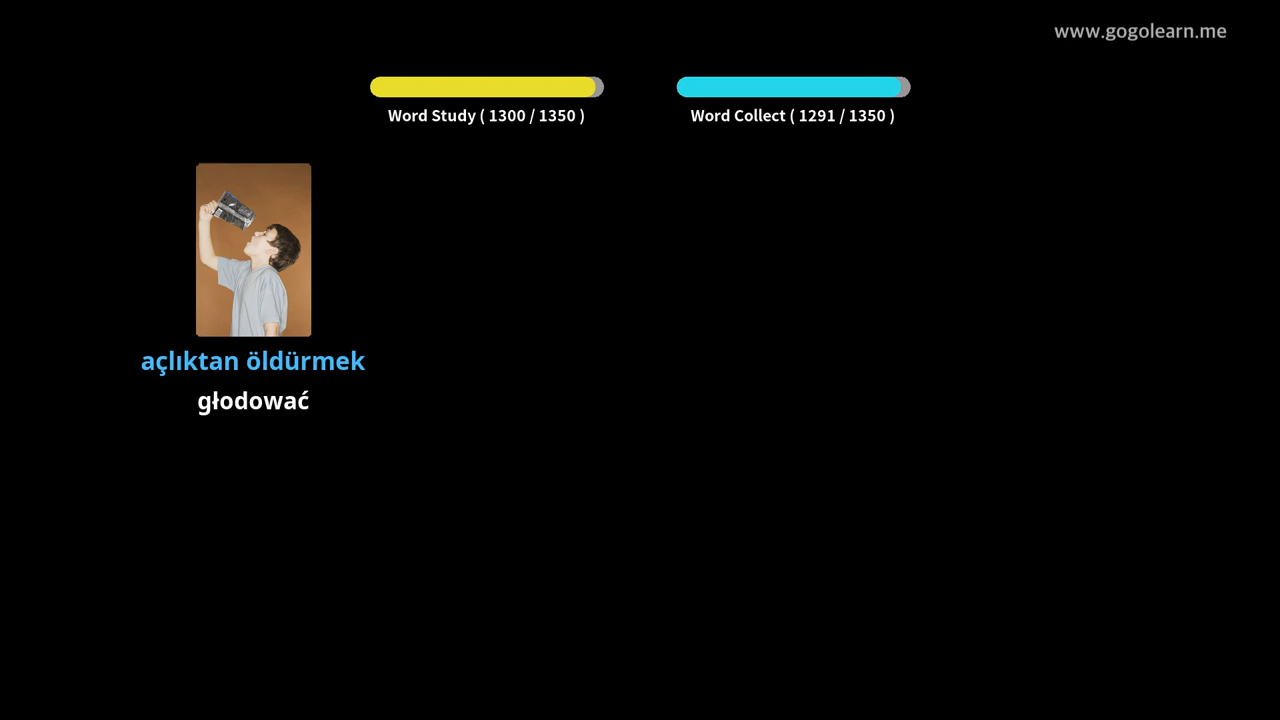 www.gogolearn.me
Word Study ( 1300 / 1350 )
Word Collect ( 1291 / 1350 )
açlıktan öldürmek
głodować